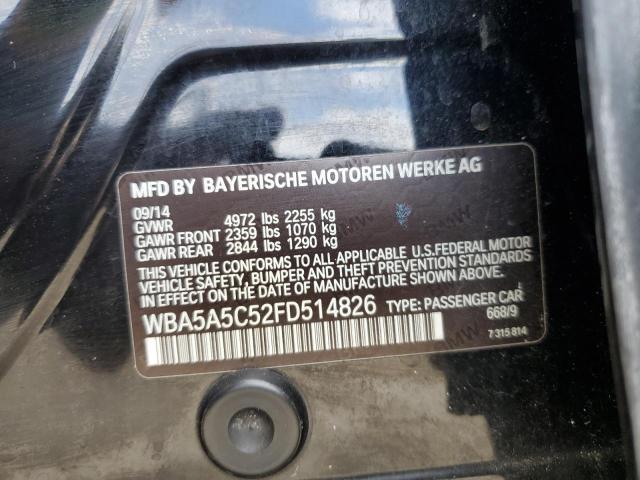 MFD BY BAYERISCHE MOTOREN WERKE AG
09/14
GVWR 4972 lbs 2255 kg
GAWR FRONT 2359 lbs 1070 kg
GAWR REAR 2844 lbs 1290 kg
THIS VEHICLE CONFORMS TO ALL APPLICABLE U.S.FEDERAL MOTOR
VEHICLE SAFETY, BUMPER AND THEFT PREVENTION STANDARDS
IN EFFECT ON THE DATE OF MANUFACTURE SHOWN ABOVE.
WBA5A5C52FD514826 TYPE: PASSENGER CAR
668/9
7 315 814